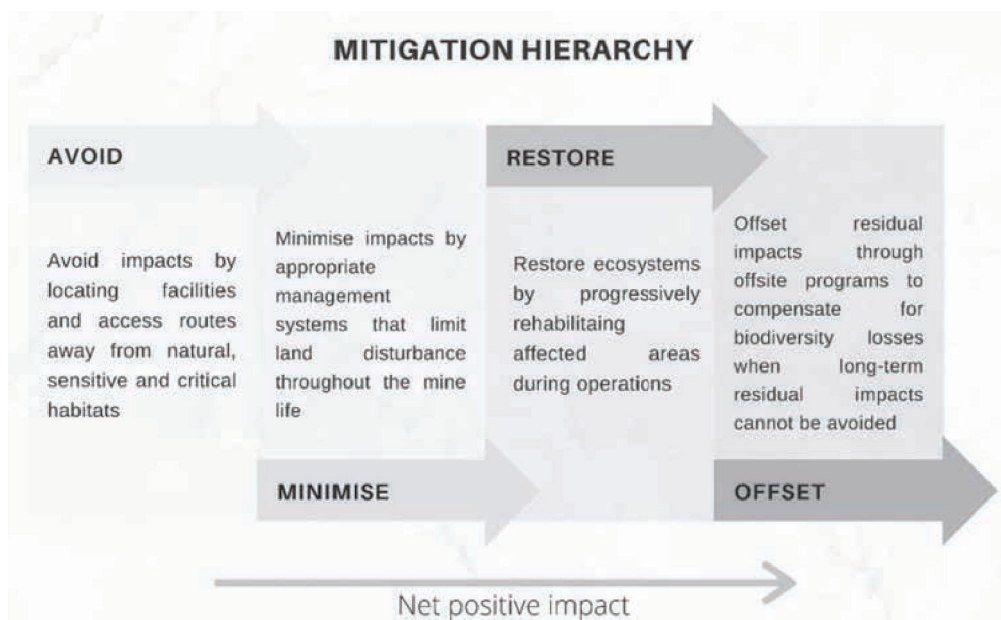 MITIGATION HIERARCHY
AVOID
Avoid impacts by
locating facilities
and access routes
away from natural,
sensitive and critical
habitats
Minimise impacts by
appropriate
management
systems that limit
land disturbance
throughout the mine
life
MINIMISE
RESTORE
Restore ecosystems
by progressively
rehabilitaing
affected areas
during operations
Offset residual
impacts through
offsite programs to
compensate for
biodiversity losses
when long-term
residual impacts
cannot be avoided
OFFSET
Net positive impact